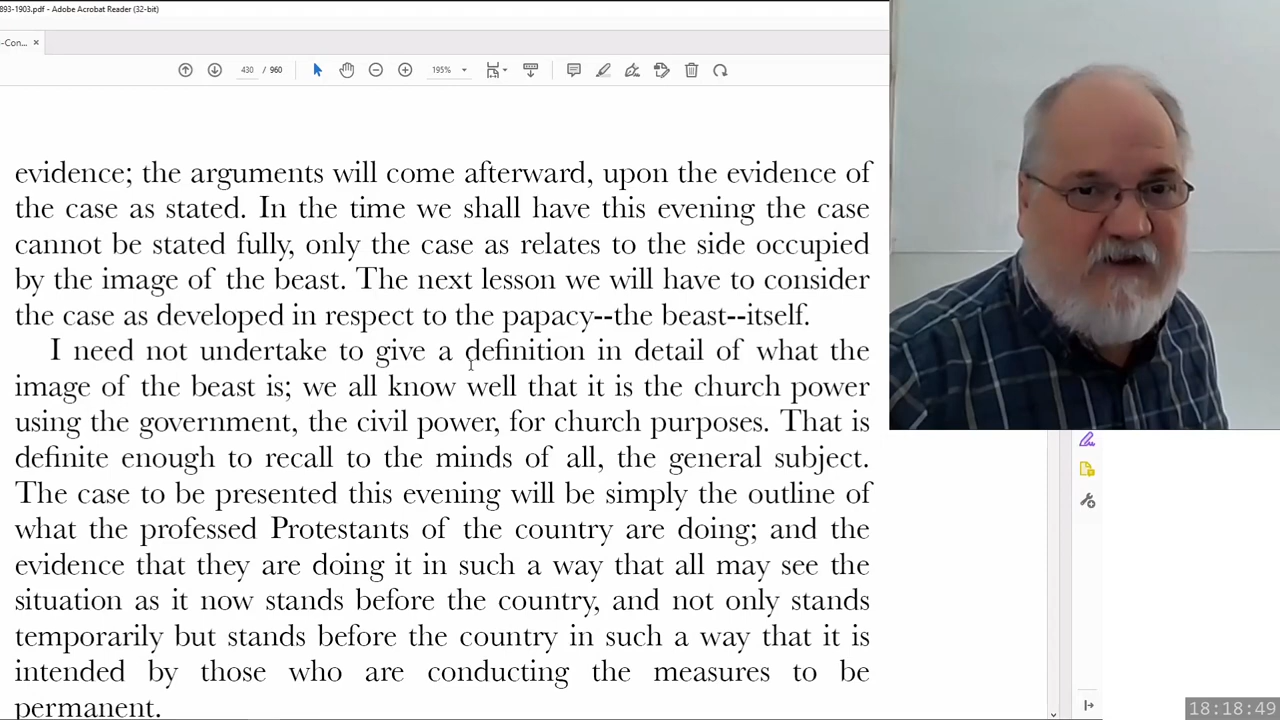 893-1903.pdf - Adobe Acrobat Reader (32-bit)
-Con... ×
430 / 960
195%
evidence; the arguments will come afterward, upon the evidence of
the case as stated. In the time we shall have this evening the case
cannot be stated fully, only the case as relates to the side occupied
by the image of the beast. The next lesson we will have to consider
the case as developed in respect to the papacy--the beast--itself.
I need not undertake to give a definition in detail of what the
image of the beast is; we all know well that it is the church power
using the government, the civil power, for church purposes. That is
definite enough to recall to the minds of all, the general subject.
The case to be presented this evening will be simply the outline of
what the professed Protestants of the country are doing; and the
evidence that they are doing it in such a way that all may see the
situation as it now stands before the country, and not only stands
temporarily but stands before the country in such a way that it is
intended by those who are conducting the measures to be
permanent.
18:18:49